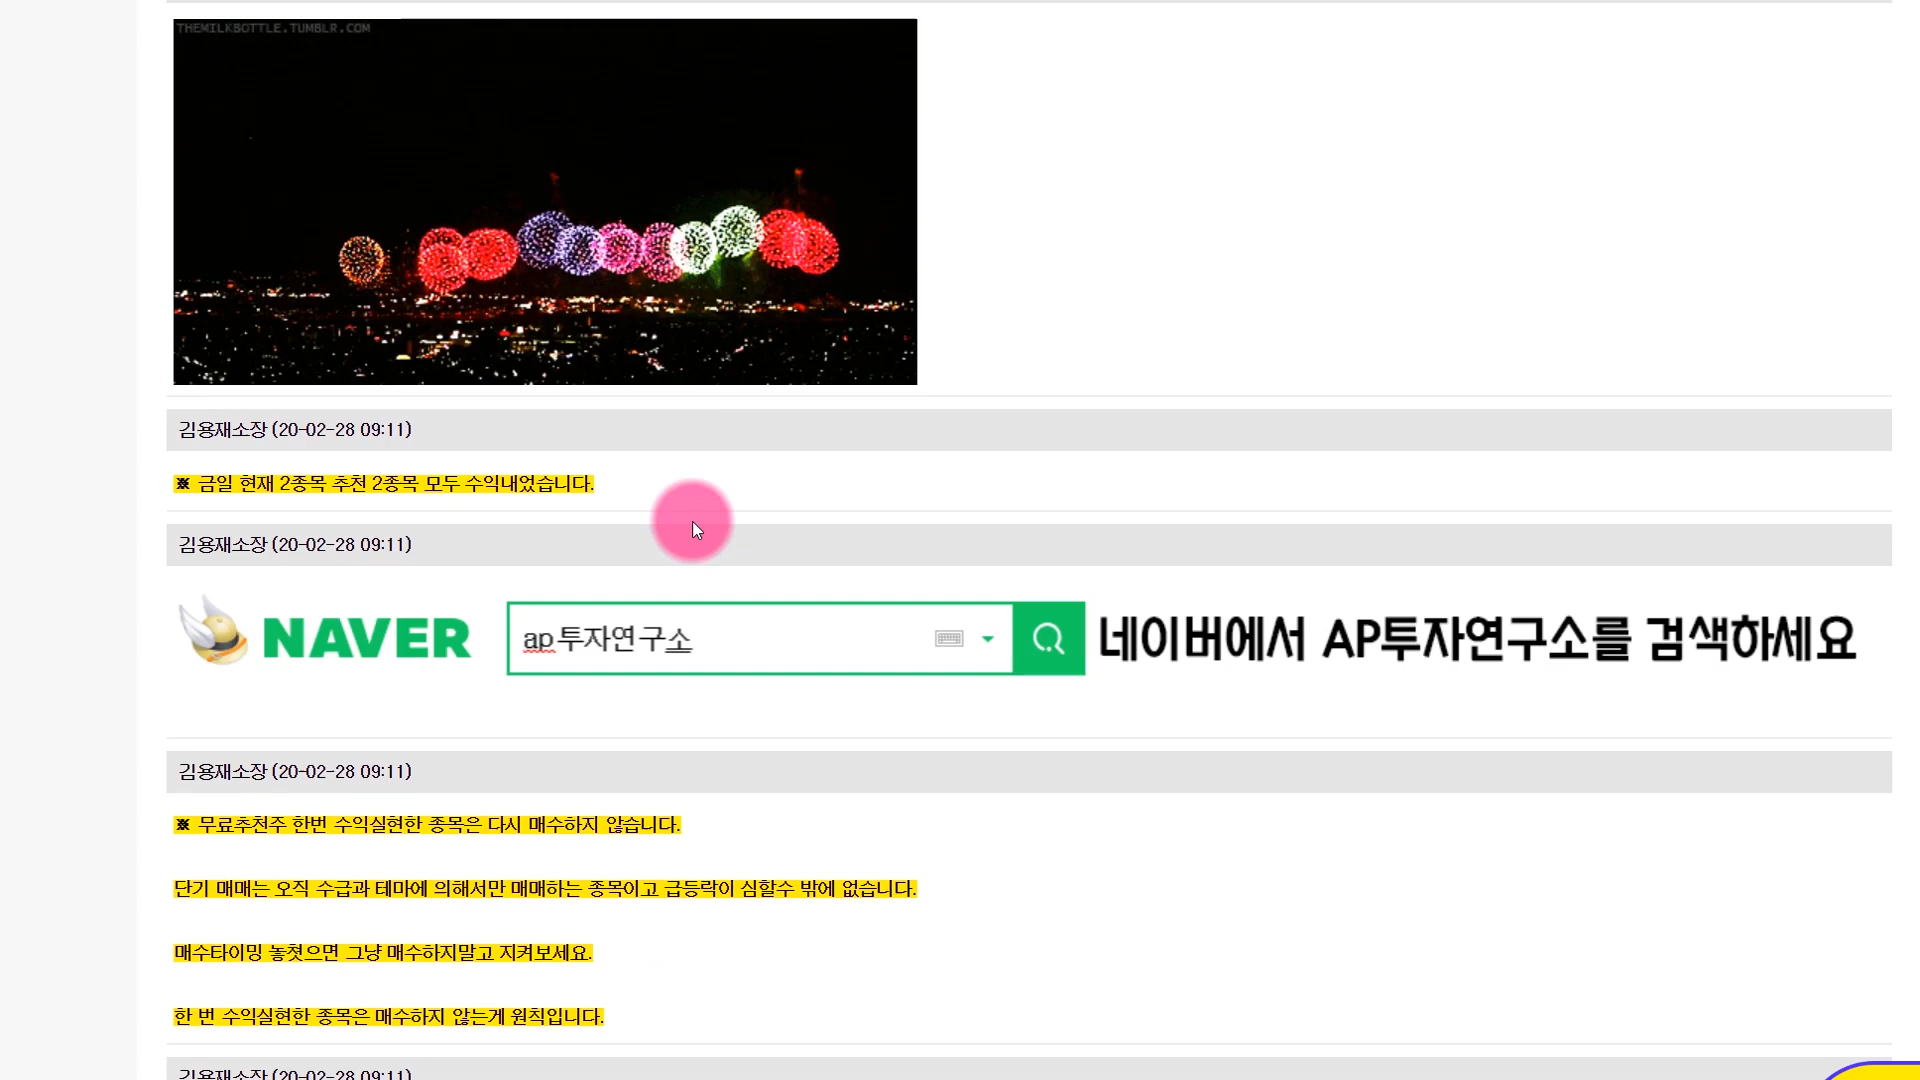 THEMILKBOTTLE.TUMBLR.COM
김용재소장 (20-02-28 09:11)
※ 금일 현재 2종목 추천 2종목 모두 수익내었습니다.
김용재소장 (20-02-28 09:11)
NAVER ap투자연구소 네이버에서 AP투자연구소를 검색하세요
김용재소장 (20-02-28 09:11)
※ 무료추천주 한번 수익실현한 종목은 다시 매수하지 않습니다.
단기 매매는 오직 수급과 테마에 의해서만 매매하는 종목이고 급등락이 심할수 밖에 없습니다.
매수타이밍 놓쳣으면 그냥 매수하지말고 지켜보세요.
한 번 수익실현한 종목은 매수하지 않는게 원칙입니다.
김용재소장 (20-02-28 09:11)